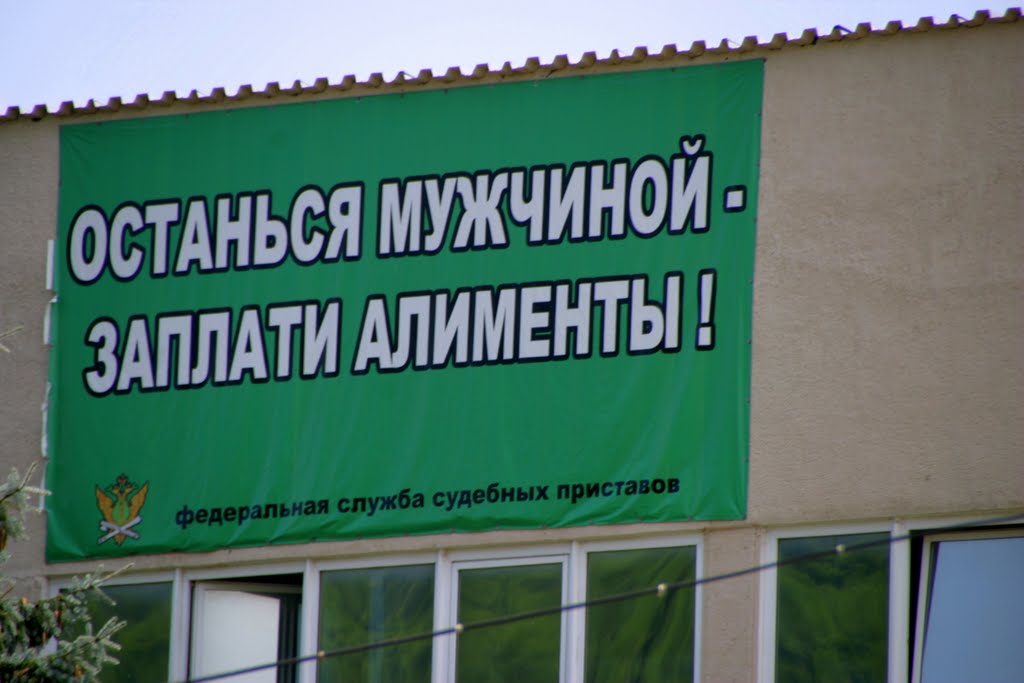 ОСТАНЬСЯ МУЖЧИНОЙ -
ЗАПЛАТИ АЛИМЕНТЫ !
федеральная служба судебных приставов